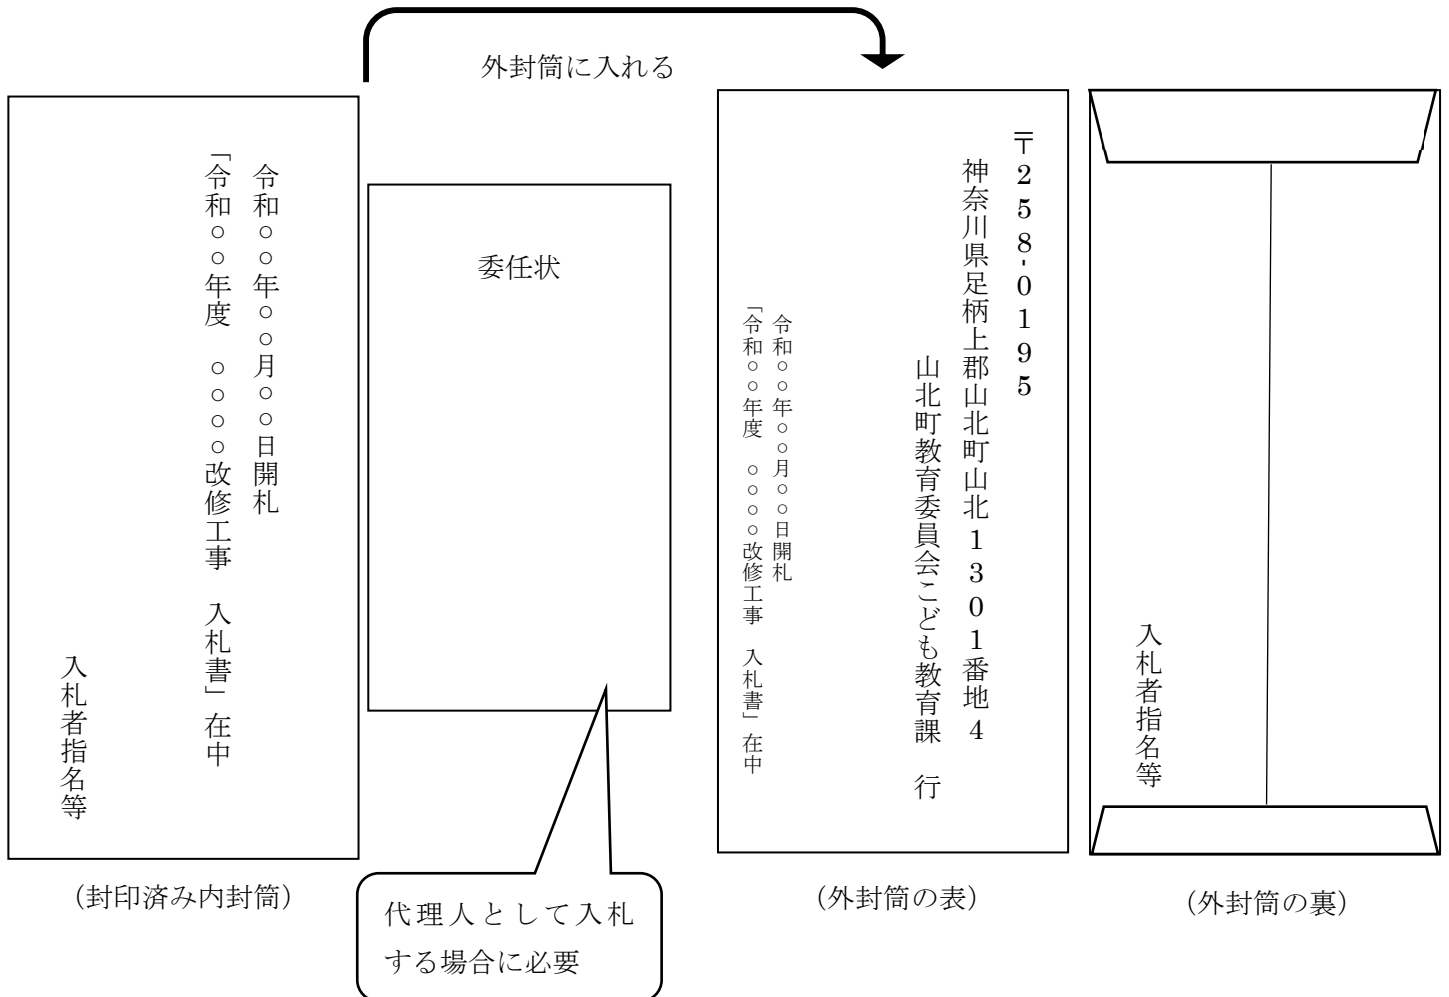 外封筒に入れる
令和○○年○○月○○日開札
「令和○○年度　○○○○改修工事　入札書」在中
入札者指名等
(封印済み内封筒)
委任状
代理人として入札
する場合に必要
〒258-0195
神奈川県足柄上郡山北町山北1301番地4
山北町教育委員会こども教育課　行
令和○○年○○月○○日開札
「令和○○年度　○○○○改修工事　入札書」在中
(外封筒の表)
入札者指名等
(外封筒の裏)